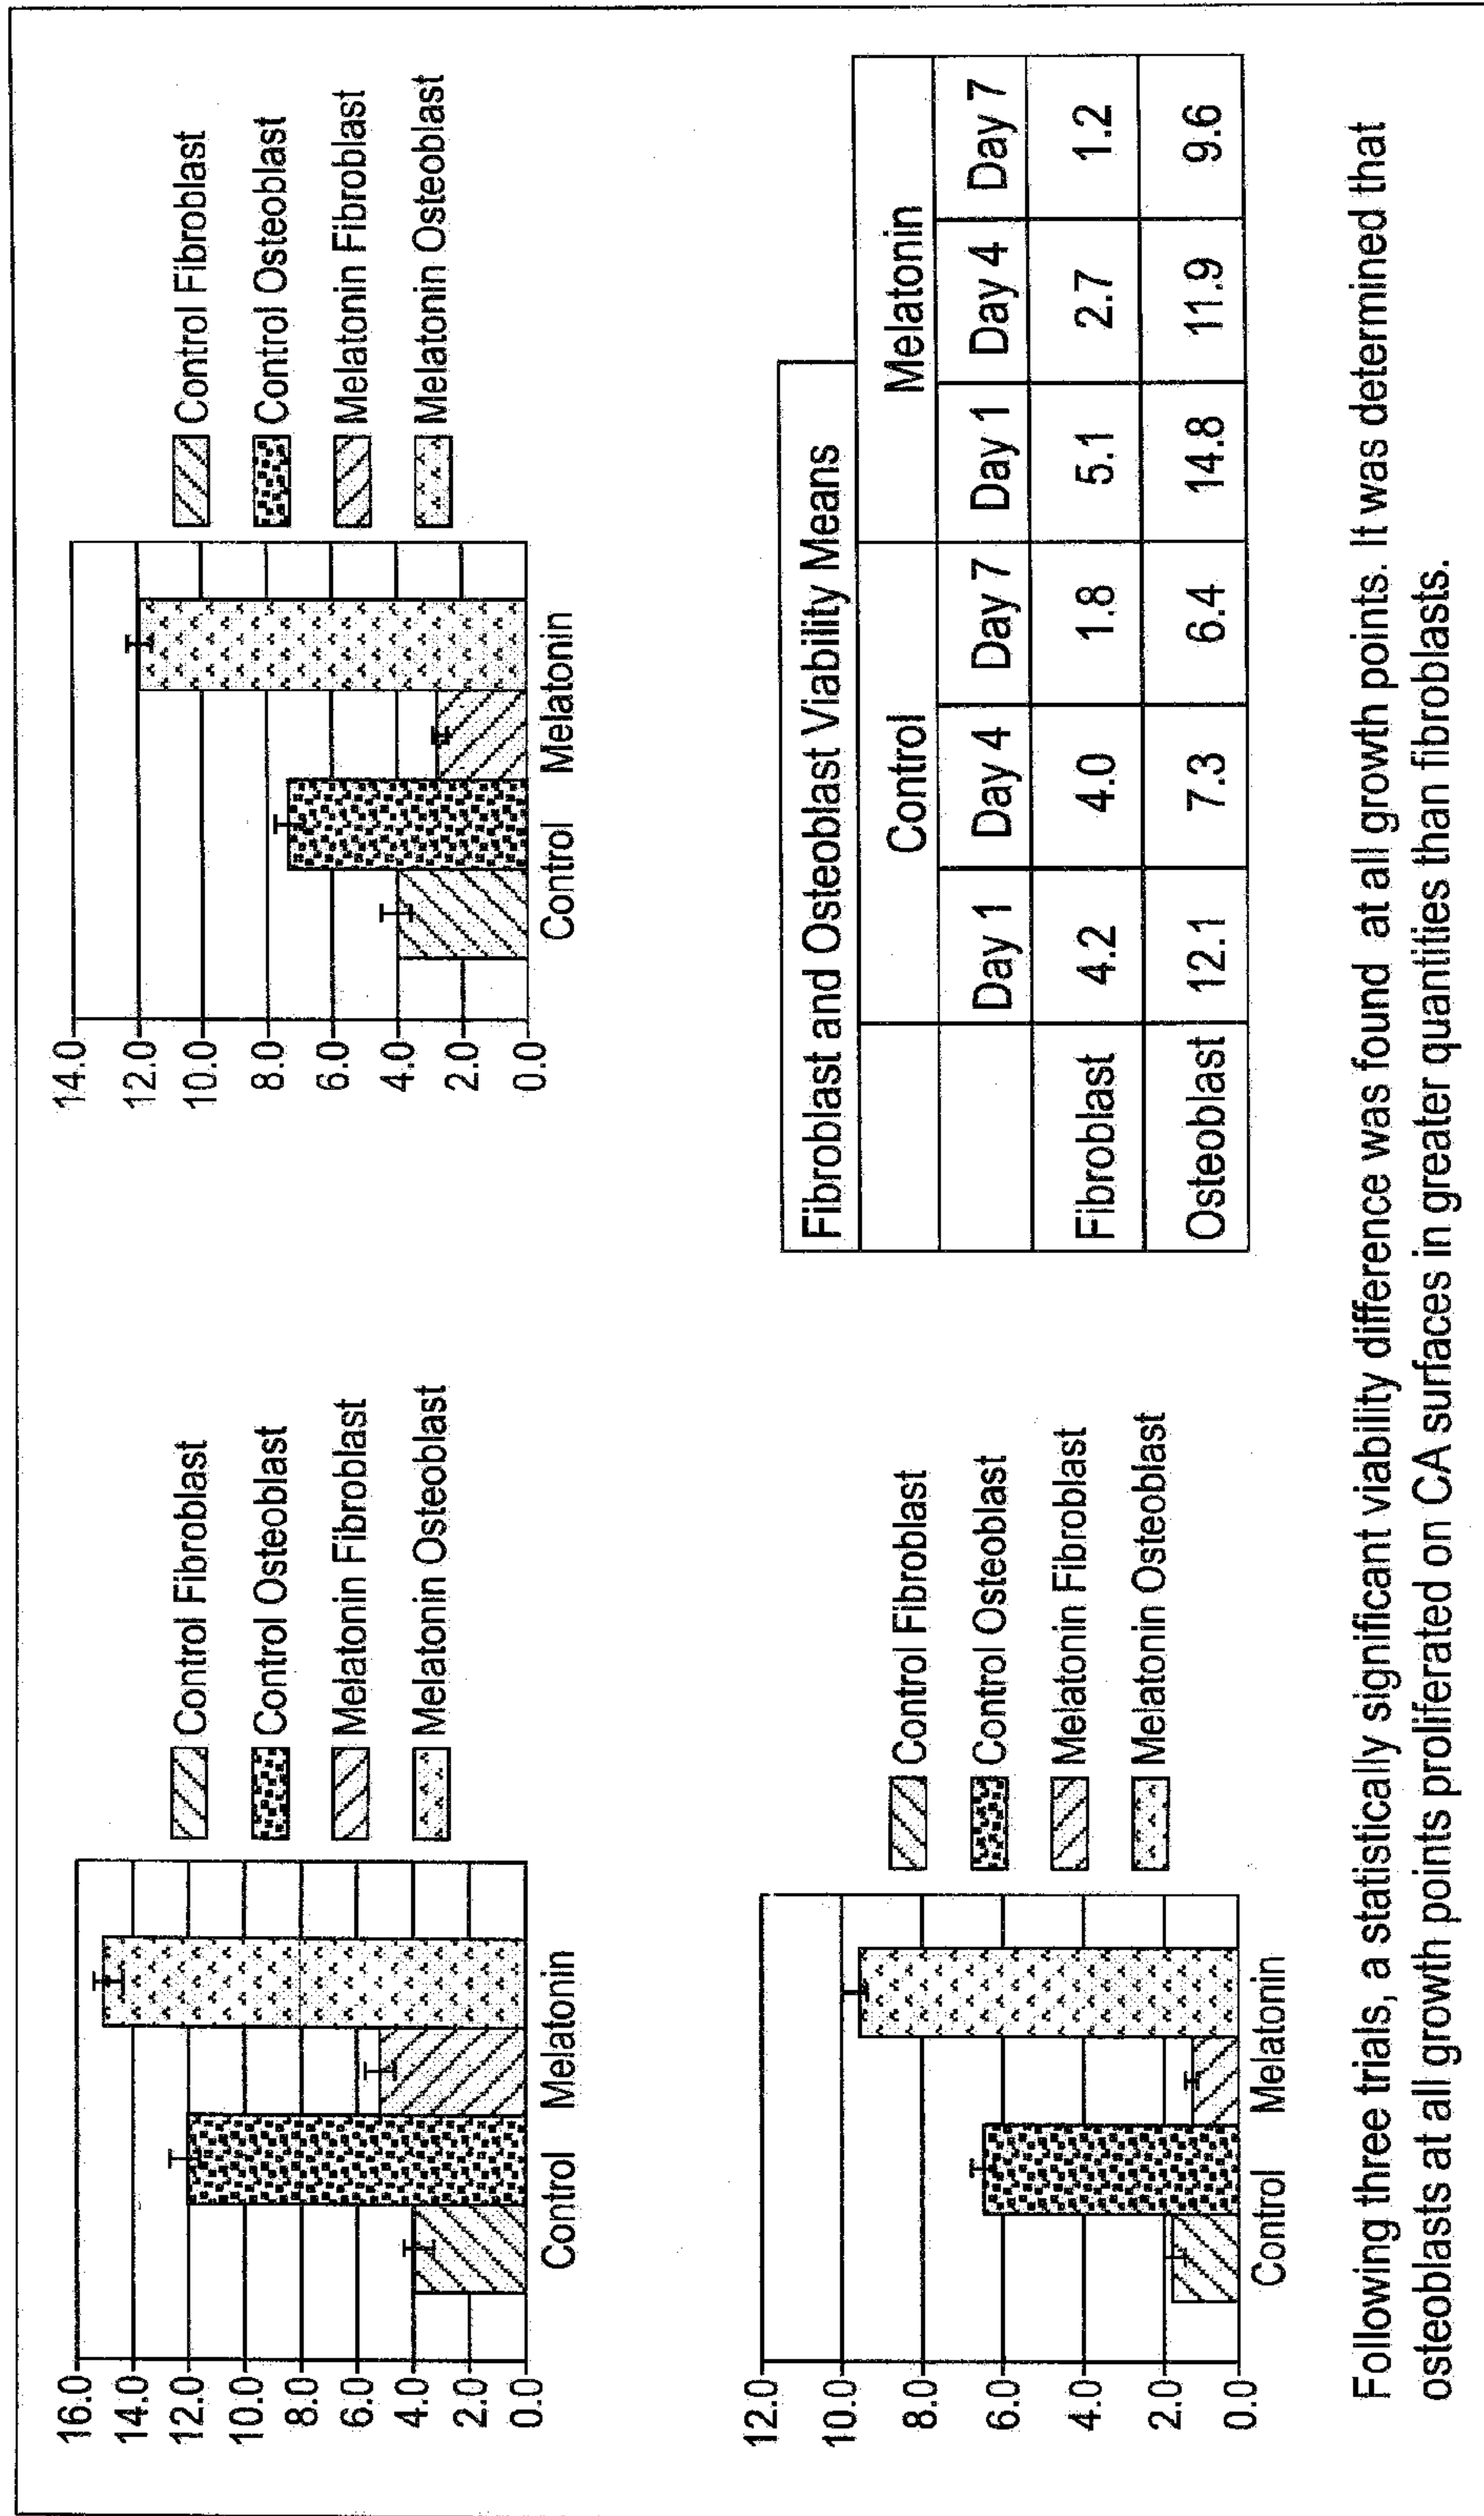 16.0
14.0
12.0
10.0
8.0
6.0
4.0
2.0
0.0
Control Melatonin
Control Fibroblast
Control Osteoblast
Melatonin Fibroblast
Melatonin Osteoblast
14.0
12.0
10.0
8.0
6.0
4.0
2.0
0.0
Control Melatonin
Control Fibroblast
Control Osteoblast
Melatonin Fibroblast
Melatonin Osteoblast
12.0
10.0
8.0
6.0
4.0
2.0
0.0
Control Melatonin
Control Fibroblast
Control Osteoblast
Melatonin Fibroblast
Melatonin Osteoblast
Fibroblast and Osteoblast Viability Means
Control Melatonin
Day 1 Day 4 Day 7 Day 1 Day 4 Day 7
Fibroblast 4.2 4.0 1.8 5.1 2.7 1.2
Osteoblast 12.1 7.3 6.4 14.8 11.9 9.6
Following three trials, a statistically significant viability difference was found at all growth points. It was determined that
osteoblasts at all growth points proliferated on CA surfaces in greater quantities than fibroblasts.